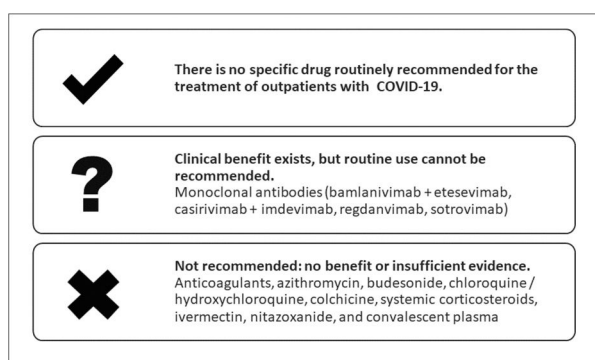 There is no specific drug routinely recommended for the
treatment of outpatients with COVID-19.
?
Clinical benefit exists, but routine use cannot be
recommended.
Monoclonal antibodies (bamlanivimab + etesevimab,
casirivimab + imdevimab, regdanvimab, sotrovimab)
Not recommended: no benefit or insufficient evidence.
Anticoagulants, azithromycin, budesonide, chloroquine /
hydroxychloroquine, colchicine, systemic corticosteroids,
ivermectin, nitazoxanide, and convalescent plasma